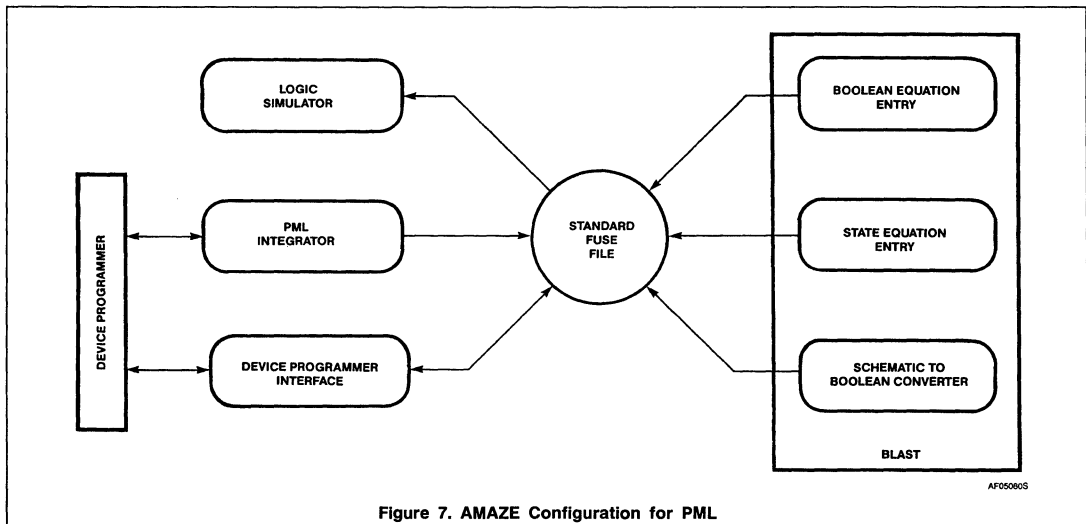 LOGIC
SIMULATOR
BOOLEAN EQUATION
ENTRY
DEVICE PROGRAMMER
PML
INTEGRATOR
STANDARD
FUSE
FILE
STATE EQUATION
ENTRY
DEVICE PROGRAMMER
INTERFACE
SCHEMATIC TO
BOOLEAN CONVERTER
BLAST
AF05080S
Figure 7. AMAZE Configuration for PML